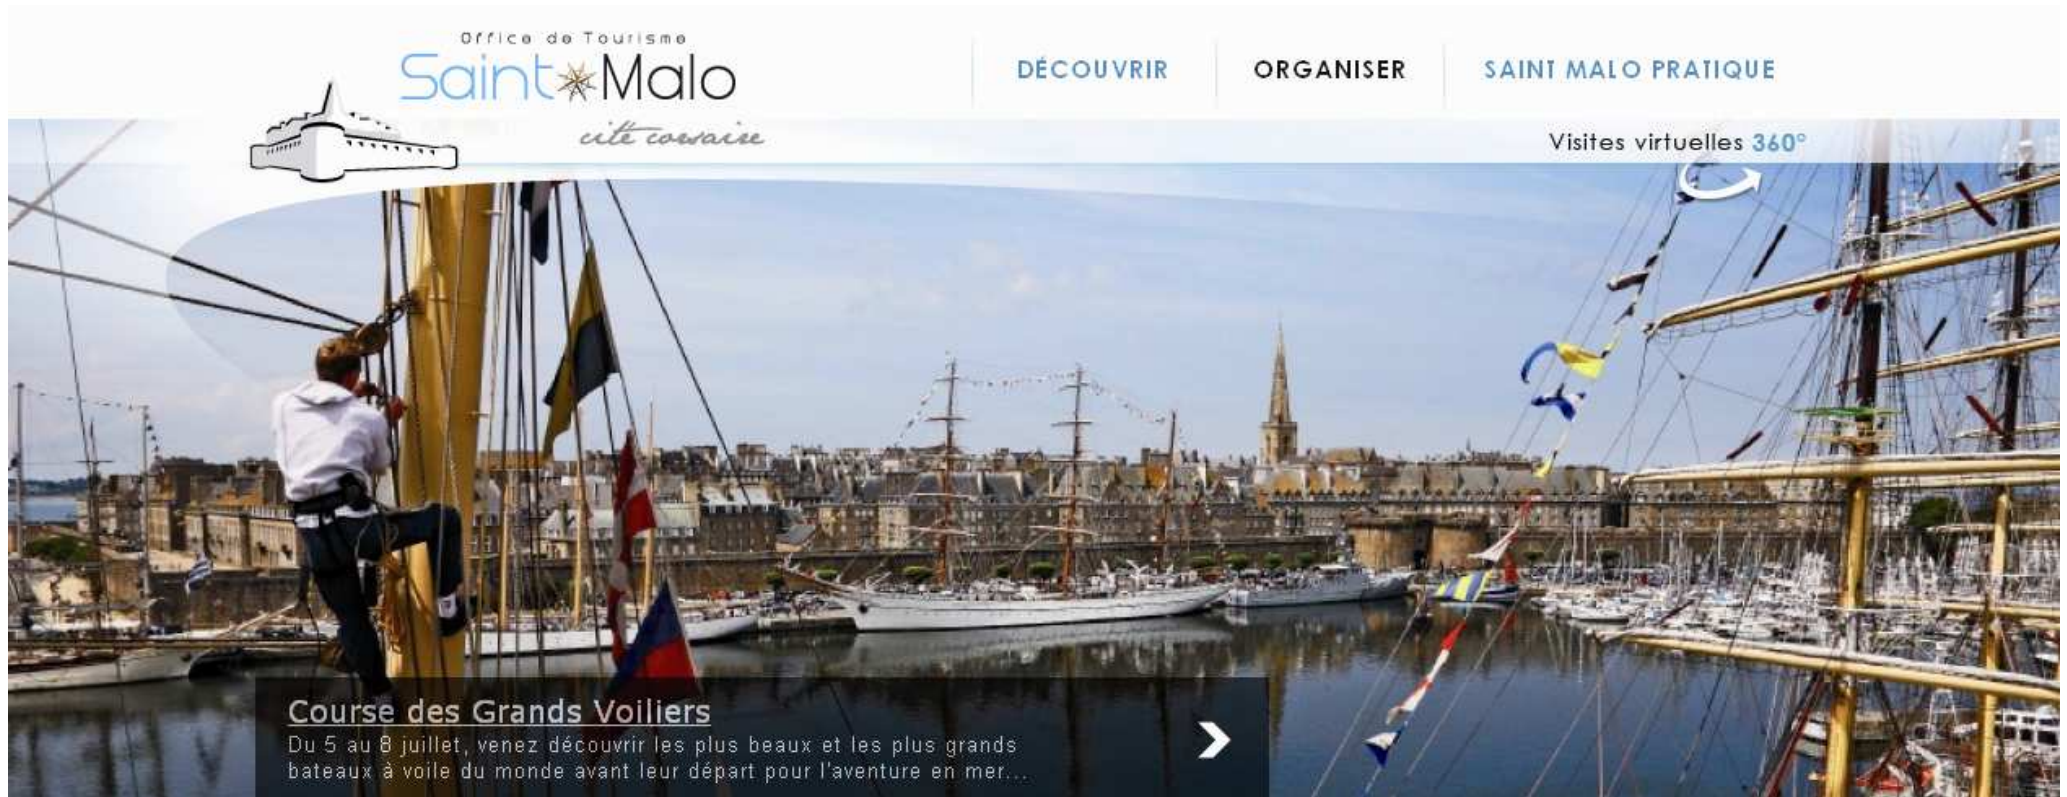 Office de Tourisme
Saint Malo
cité corsaire
DÉCOUVRIR
ORGANISER
SAINT MALO PRATIQUE
Visites virtuelles 360°
Course des Grands Voiliers
Du 5 au 8 juillet, venez découvrir les plus beaux et les plus grands
bateaux à voile du monde avant leur départ pour l'aventure en mer...